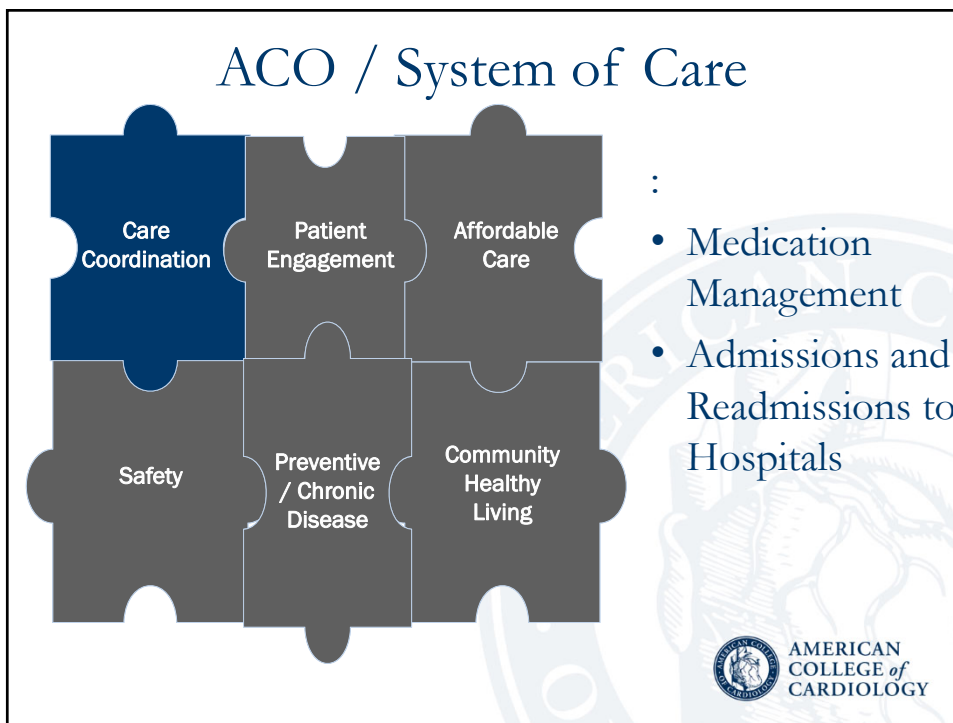 ACO / System of Care
Care
Coordination
Patient
Engagement
Affordable
Care
Safety
Preventive
/ Chronic
Disease
Community
Healthy
Living
:
• Medication
Management
• Admissions and
Readmissions to
Hospitals
AMERICAN
COLLEGE of
CARDIOLOGY